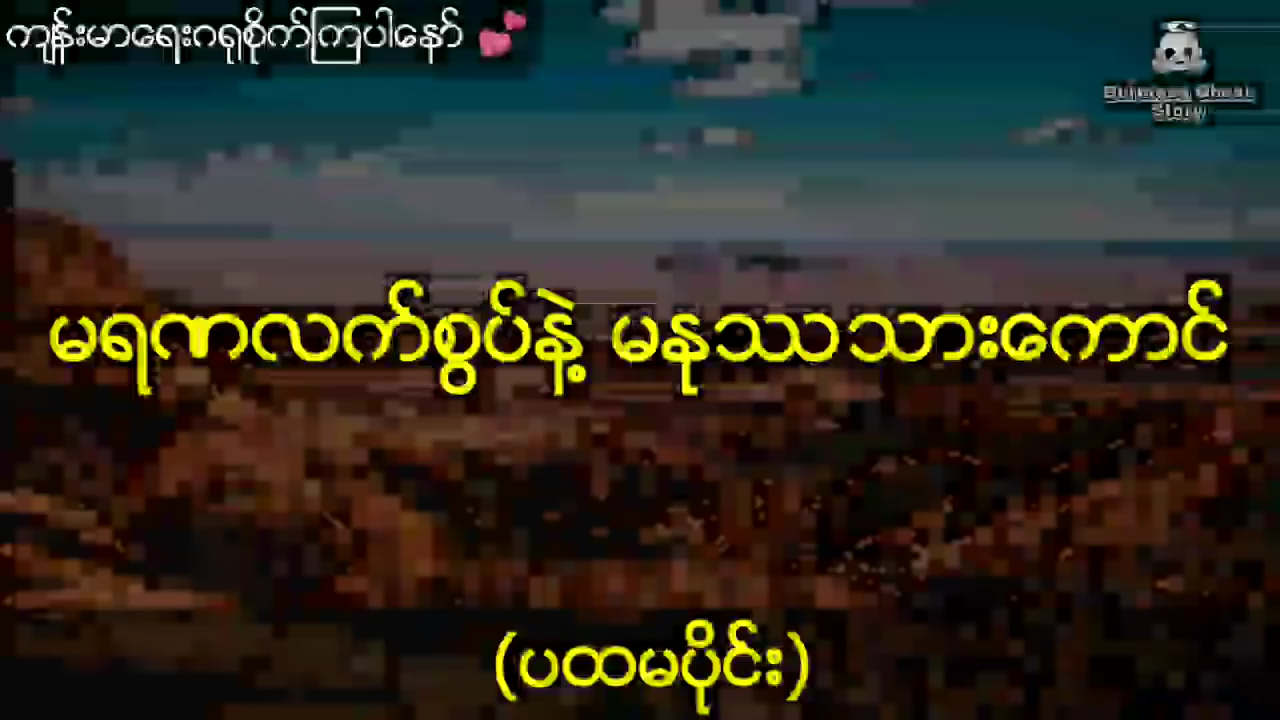 ကျန်းမာရေးဂရုစိုက်ကြပါနော် 💕
မရဏလက်စွပ်နဲ့ မနုဿသားကောင်
(ပထမပိုင်း)